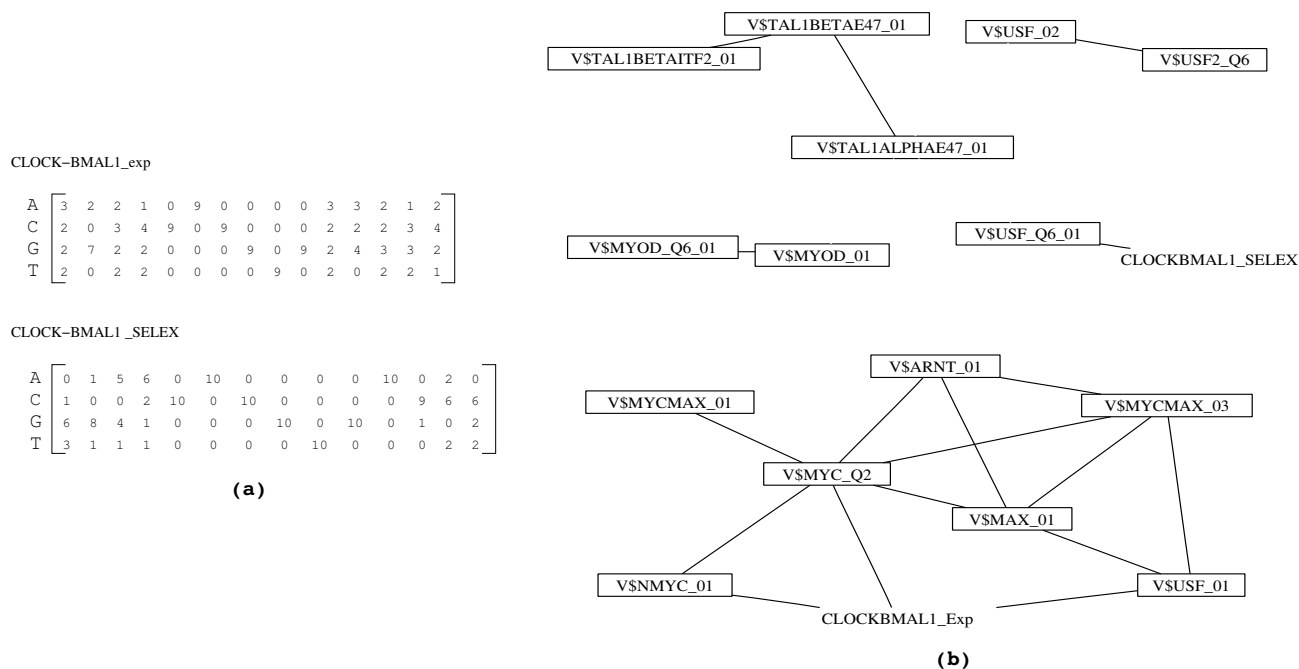 CLOCK−BMAL1_exp
A 3 2 2 1 0 9 0 0 0 0 3 3 2 1 2
C 2 0 3 4 9 0 9 0 0 0 2 2 2 3 4
G 2 7 2 2 0 0 0 9 0 9 2 4 3 3 2
T 2 0 2 2 0 0 0 0 9 0 2 0 2 2 1
CLOCK−BMAL1 _SELEX
A 0 1 5 6 0 10 0 0 0 0 10 0 2 0
C 1 0 0 2 10 0 10 0 0 0 0 9 6 6
G 6 8 4 1 0 0 0 10 0 10 0 1 0 2
T 3 1 1 1 0 0 0 0 10 0 0 0 2 2
(a)
V$TAL1BETAE47_01
V$USF_02
V$TAL1BETAITF2_01
V$USF2_Q6
V$TAL1ALPHAE47_01
V$MYOD_Q6_01
V$MYOD_01
V$USF_Q6_01
CLOCKBMAL1_SELEX
V$ARNT_01
V$MYCMAX_01
V$MYCMAX_03
V$MYC_Q2
V$MAX_01
V$NMYC_01
V$USF_01
CLOCKBMAL1_Exp
(b)